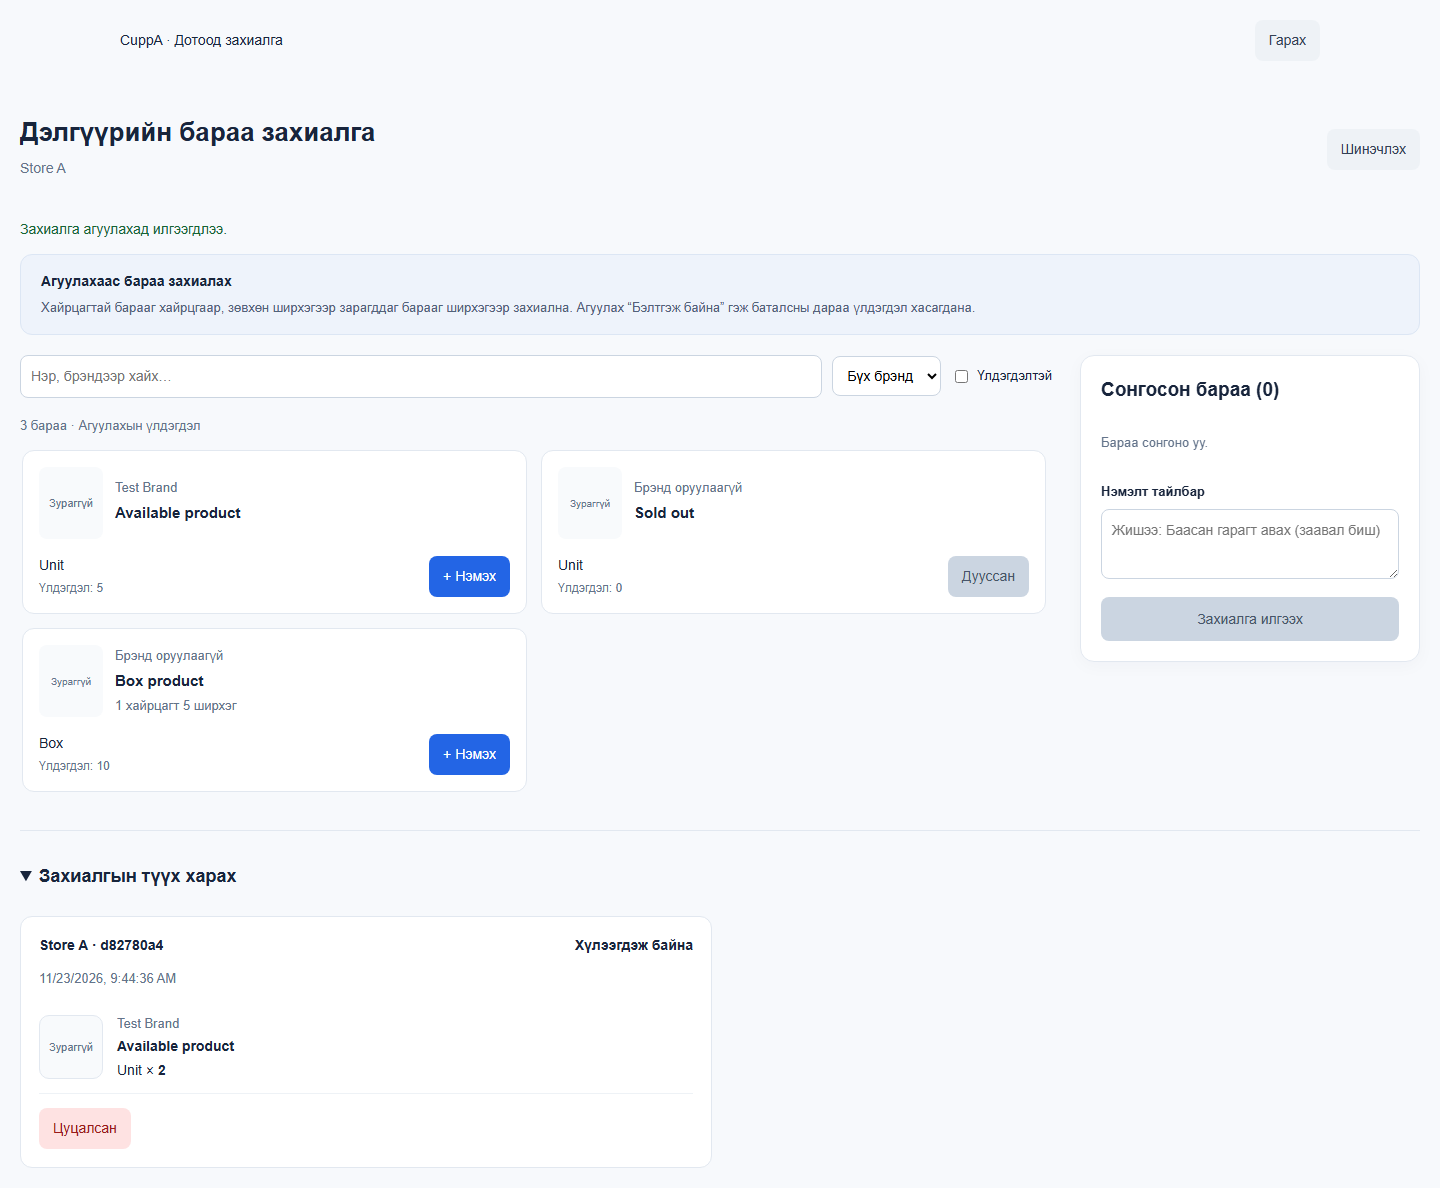 CuppA · Дотоод захиалга
Гарах
Дэлгүүрийн бараа захиалга
Store A
Шинэчлэх
Захиалга агуулахад илгээгдлээ.
Агуулахаас бараа захиалах
Хайрцагтай барааг хайрцгаар, зөвхөн ширхэгээр зарагддаг барааг ширхэгээр захиална. Агуулах “Бэлтгэж байна” гэж баталсны дараа үлдэгдэл хасагдана.
Нэр, брэндээр хайх…
Бүх брэнд
Үлдэгдэлтэй
3 бараа · Агуулахын үлдэгдэл
Зураггүй
Test Brand
Available product
Unit
Үлдэгдэл: 5
+ Нэмэх
Зураггүй
Брэнд оруулаагүй
Sold out
Unit
Үлдэгдэл: 0
Дууссан
Зураггүй
Брэнд оруулаагүй
Box product
1 хайрцагт 5 ширхэг
Box
Үлдэгдэл: 10
+ Нэмэх
Сонгосон бараа (0)
Бараа сонгоно уу.
Нэмэлт тайлбар
Жишээ: Баасан гарагт авах (заавал биш)
Захиалга илгээх
Захиалгын түүх харах
Store A · d82780a4
Хүлээгдэж байна
11/23/2026, 9:44:36 AM
Зураггүй
Test Brand
Available product
Unit × 2
Цуцалсан